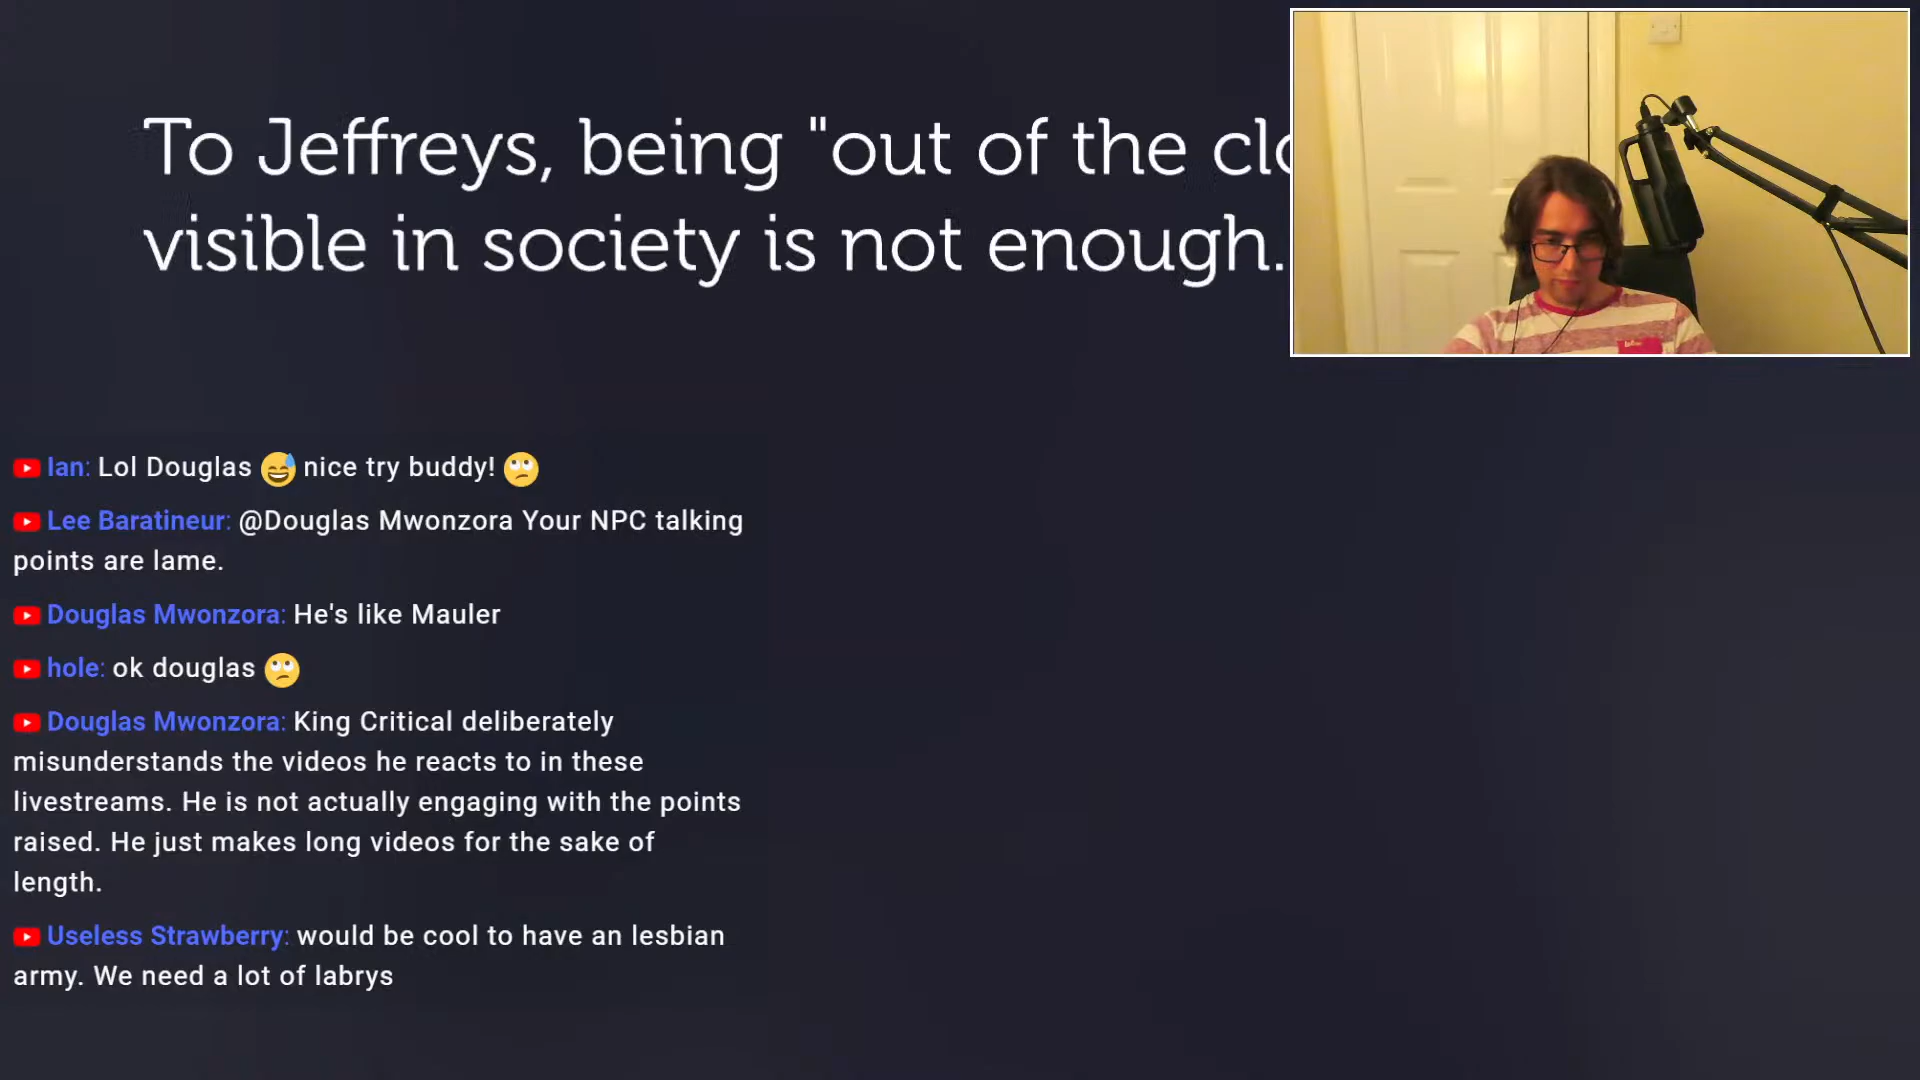 To Jeffreys, being "out of the clo
visible in society is not enough.
Ian: Lol Douglas 😅 nice try buddy! 🙄
Lee Baratineur: @Douglas Mwonzora Your NPC talking
points are lame.
Douglas Mwonzora: He's like Mauler
hole: ok douglas 🙄
Douglas Mwonzora: King Critical deliberately
misunderstands the videos he reacts to in these
livestreams. He is not actually engaging with the points
raised. He just makes long videos for the sake of
length.
Useless Strawberry: would be cool to have an lesbian
army. We need a lot of labrys